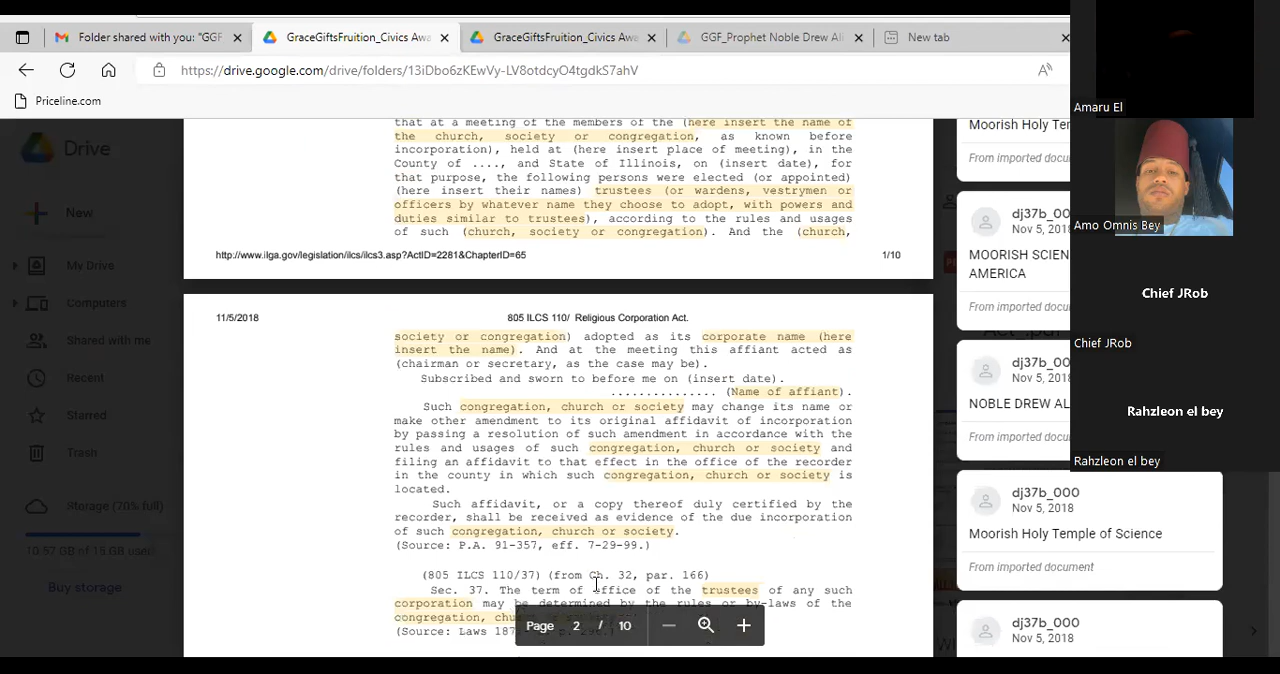 Folder shared with you: "GGF
GraceGiftsFruition_Civics Awa
GraceGiftsFruition_Civics Awa
GGF_Prophet Noble Drew Ali
New tab
https://drive.google.com/drive/folders/13iDbo6zKEwVy-LV8otdcyO4tgdkS7ahV
Priceline.com
Drive
New
My Drive
Computers
Shared with me
Recent
Starred
Trash
Storage (70% full)
10.57 GB of 15 GB used
Buy storage
that at a meeting of the members of the (here insert the name of
the church, society or congregation, as known before
incorporation), held at (here insert place of meeting), in the
County of ...., and State of Illinois, on (insert date), for
that purpose, the following persons were elected (or appointed)
(here insert their names) trustees (or wardens, vestrymen or
officers by whatever name they choose to adopt, with powers and
duties similar to trustees), according to the rules and usages
of such (church, society or congregation). And the (church,
http://www.ilga.gov/legislation/ilcs/ilcs3.asp?ActID=2281&ChapterID=65 1/10
11/5/2018 805 ILCS 110/ Religious Corporation Act.
society or congregation) adopted as its corporate name (here
insert the name). And at the meeting this affiant acted as
(chairman or secretary, as the case may be).
Subscribed and sworn to before me on (insert date).
............... (Name of affiant).
Such congregation, church or society may change its name or
make other amendment to its original affidavit of incorporation
by passing a resolution of such amendment in accordance with the
rules and usages of such congregation, church or society and
filing an affidavit to that effect in the office of the recorder
in the county in which such congregation, church or society is
located.
Such affidavit, or a copy thereof duly certified by the
recorder, shall be received as evidence of the due incorporation
of such congregation, church or society.
(Source: P.A. 91-357, eff. 7-29-99.)
(805 ILCS 110/37) (from Ch. 32, par. 166)
Sec. 37. The term of office of the trustees of any such
corporation may be determined by the rules or by-laws of the
congregation,
(Source: Laws
Page 2 / 10
Moorish Holy Tem
From imported docu
dj37b_000
Nov 5, 2018
MOORISH SCIEN
AMERICA
From imported docu
dj37b_000
Nov 5, 2018
NOBLE DREW AL
From imported docu
dj37b_000
Nov 5, 2018
Moorish Holy Temple of Science
From imported document
dj37b_000
Nov 5, 2018
Amaru El
Amo Omnis Bey
Chief JRob
Chief JRob
Rahzleon el bey
Rahzleon el bey